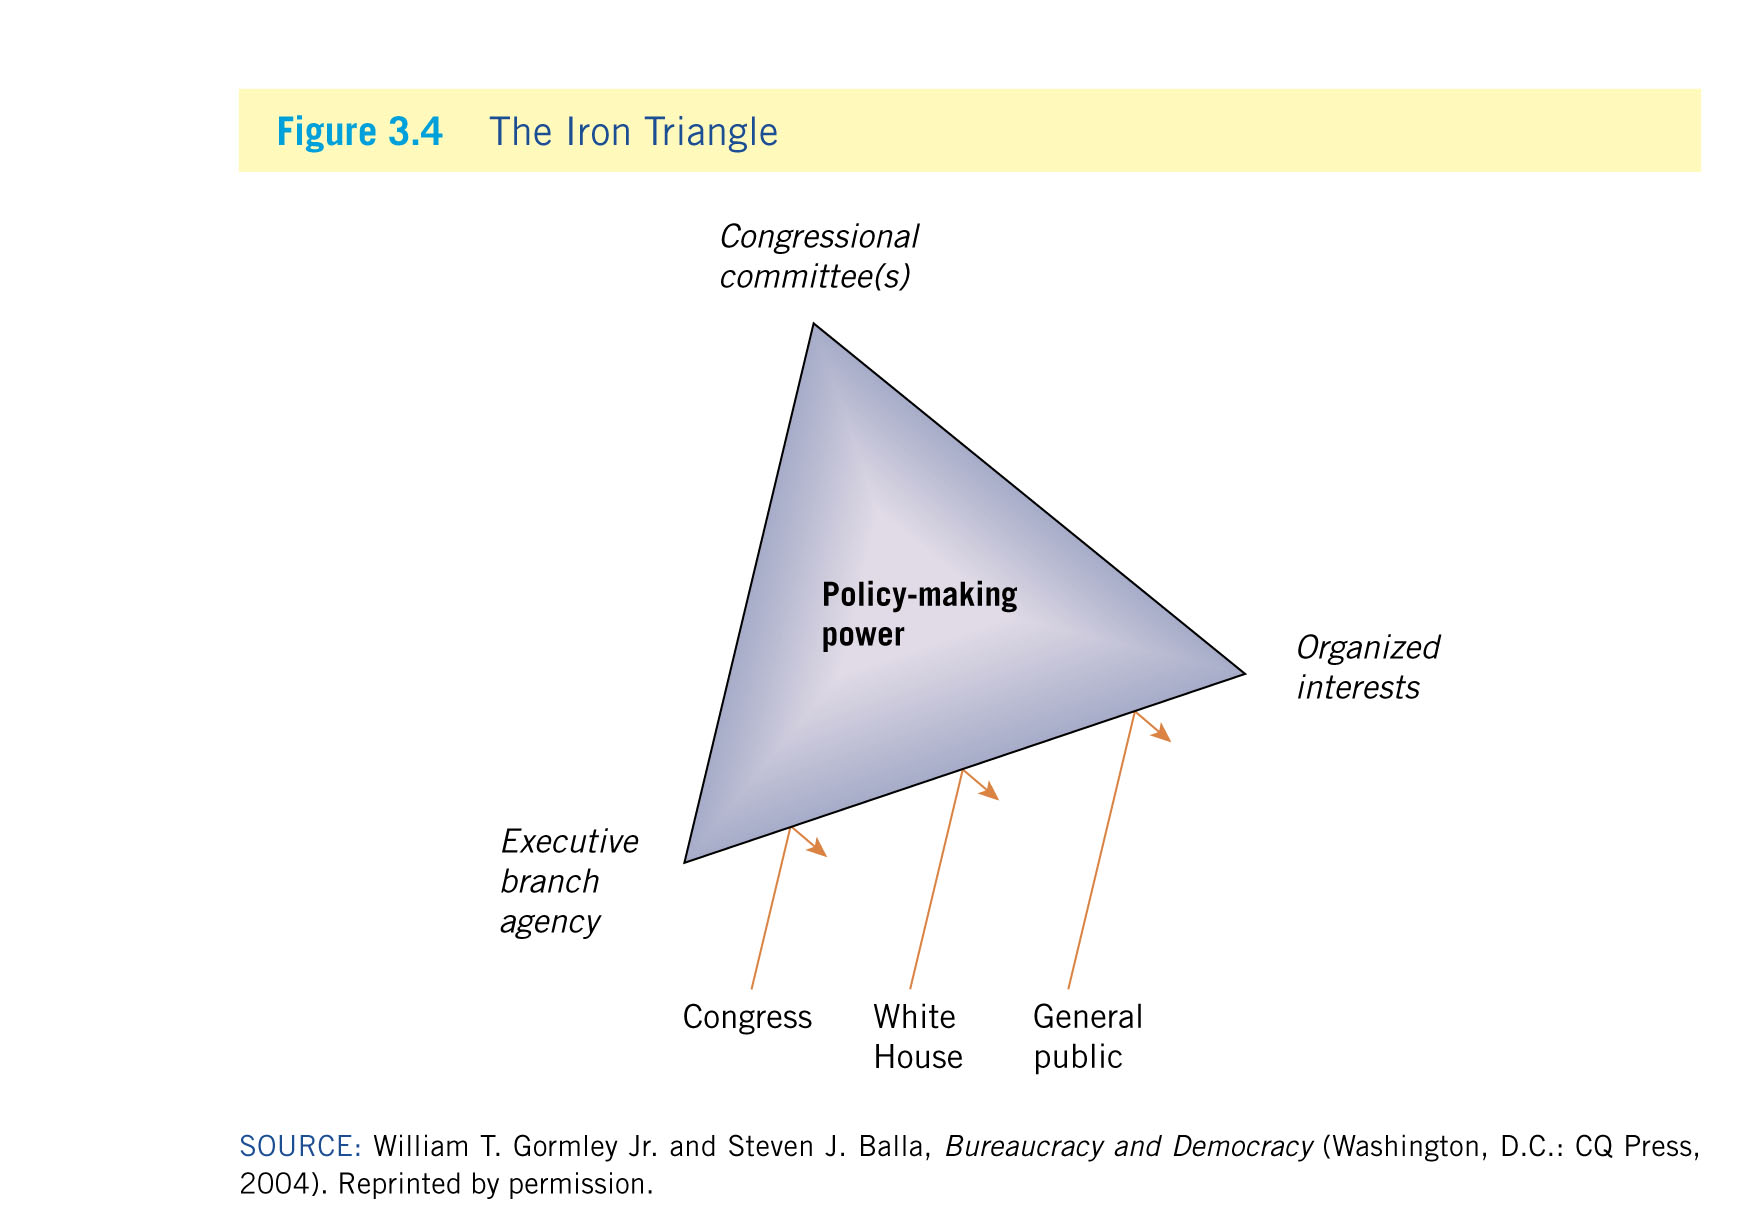 Figure 3.4 The Iron Triangle
Congressional
committee(s)
Policy-making
power
Organized
interests
Executive
branch
agency
Congress
White
House
General
public
SOURCE: William T. Gormley Jr. and Steven J. Balla, Bureaucracy and Democracy (Washington, D.C.: CQ Press,
2004). Reprinted by permission.